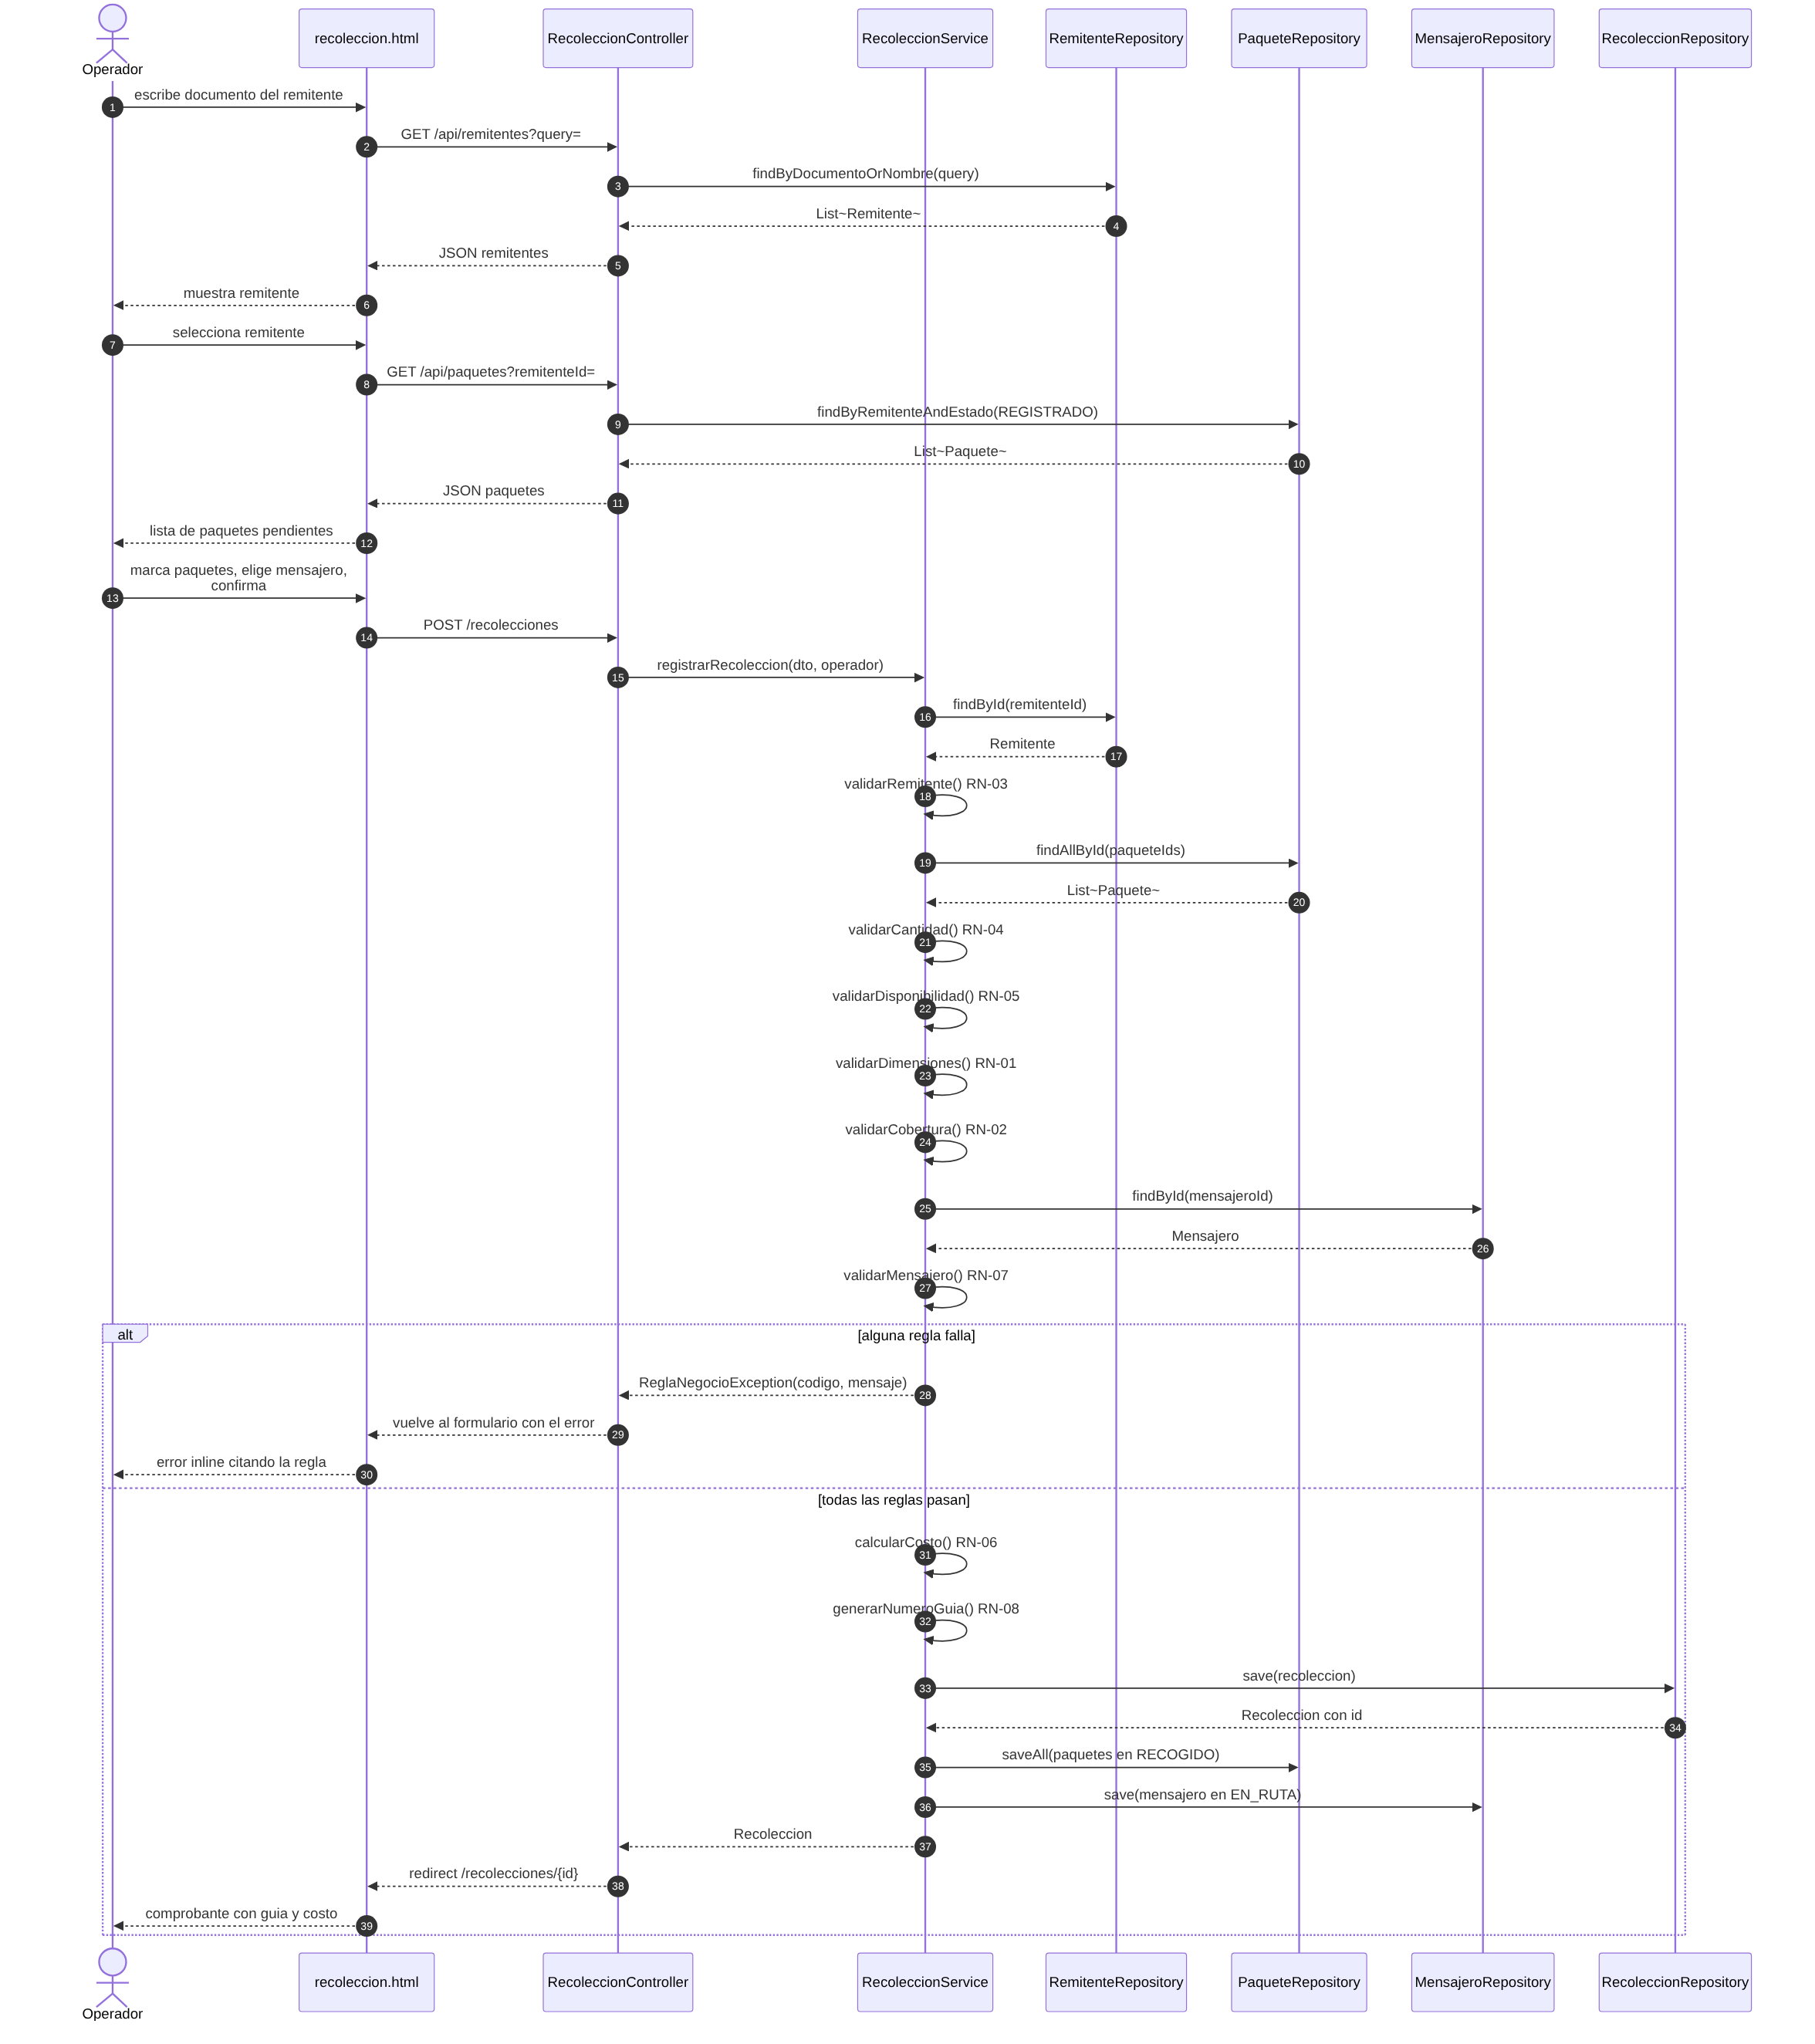 Operador
recoleccion.html
RecoleccionController
RecoleccionService
RemitenteRepository
PaqueteRepository
MensajeroRepository
RecoleccionRepository
1
escribe documento del remitente
2
GET /api/remitentes?query=
3
findByDocumentoOrNombre(query)
List~Remitente~
4
JSON remitentes
5
muestra remitente
6
7
selecciona remitente
8
GET /api/paquetes?remitenteId=
9
findByRemitenteAndEstado(REGISTRADO)
List~Paquete~
10
JSON paquetes
11
lista de paquetes pendientes
12
marca paquetes, elige mensajero,
confirma
13
14
POST /recolecciones
15
registrarRecoleccion(dto, operador)
16
findById(remitenteId)
Remitente
17
validarRemitente() RN-03
18
19
findAllById(paqueteIds)
List~Paquete~
20
validarCantidad() RN-04
21
validarDisponibilidad() RN-05
22
validarDimensiones() RN-01
23
validarCobertura() RN-02
24
25
findById(mensajeroId)
Mensajero
26
validarMensajero() RN-07
27
alt
[alguna regla falla]
ReglaNegocioException(codigo, mensaje)
28
vuelve al formulario con el error
29
error inline citando la regla
30
[todas las reglas pasan]
calcularCosto() RN-06
31
generarNumeroGuia() RN-08
32
33
save(recoleccion)
Recoleccion con id
34
35
saveAll(paquetes en RECOGIDO)
36
save(mensajero en EN_RUTA)
Recoleccion
37
redirect /recolecciones/{id}
38
comprobante con guia y costo
39
Operador
recoleccion.html
RecoleccionController
RecoleccionService
RemitenteRepository
PaqueteRepository
MensajeroRepository
RecoleccionRepository